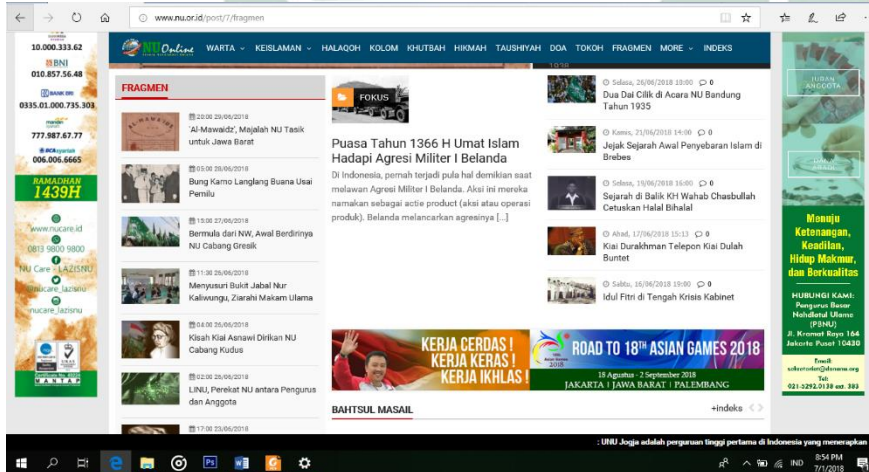 www.nu.or.id/post/7/fragmen
10.000.333.62
BNI
010.857.56.48
BANK BRI
0335.01.000.735.303
mandiri
777.987.67.77
BCA syariah
006.006.6665
RAMADHAN
1439H
www.nucare.id
0813 9800 9800
NU Care - LAZISNU
@nucare_lazisnu
nucare_lazisnu
MANTAP
NU Online
WARTA KEISLAMAN HALAQOH KOLOM KHUTBAH HIKMAH TAUSHIYAH DOA TOKOH FRAGMEN MORE INDEKS
1938
FRAGMEN
20:00 29/06/2018
'Al-Mawaidz', Majalah NU Tasik
untuk Jawa Barat
05:00 28/06/2018
Bung Karno Langlang Buana Usai
Pemilu
15:00 27/06/2018
Bermula dari NW, Awal Berdirinya
NU Cabang Gresik
11:30 26/06/2018
Menyusuri Bukit Jabal Nur
Kaliwungu, Ziarahi Makam Ulama
04:00 26/06/2018
Kisah Kiai Asnawi Dirikan NU
Cabang Kudus
02:00 26/06/2018
LINU, Perekat NU antara Pengurus
dan Anggota
17:00 23/06/2018
FOKUS
Puasa Tahun 1366 H Umat Islam
Hadapi Agresi Militer I Belanda
Di Indonesia, pernah terjadi pula hal demikian saat
melawan Agresi Militer I Belanda. Aksi ini mereka
namakan sebagai actie product (aksi atau operasi
produk). Belanda melancarkan agresinya [...]
Selasa, 26/06/2018 10:00 0
Dua Dai Cilik di Acara NU Bandung
Tahun 1935
Kamis, 21/06/2018 14:00 0
Jejak Sejarah Awal Penyebaran Islam di
Brebes
Selasa, 19/06/2018 16:00 0
Sejarah di Balik KH Wahab Chasbullah
Cetuskan Halal Bihalal
Ahad, 17/06/2018 15:13 0
Kiai Durakhman Telepon Kiai Dulah
Buntet
Sabtu, 16/06/2018 19:00 0
Idul Fitri di Tengah Krisis Kabinet
KERJA CERDAS !
KERJA KERAS !
KERJA IKHLAS !
ROAD TO 18TH ASIAN GAMES 2018
18 Agustus - 2 September 2018
JAKARTA | JAWA BARAT | PALEMBANG
BAHTSUL MASAIL
+indeks
IURAN
ANGGOTA
Menuju
Ketenangan,
Keadilan,
Hidup Makmur,
dan Berkualitas
HUBUNGI KAMI:
Pengurus Besar
Nahdlatul Ulama
(PBNU)
Jl. Kramat Raya 164
Jakarta Pusat 10430
Email:
Telp:
: UNU Jogja adalah perguruan tinggi pertama di Indonesia yang menerapkan
IND
8:54 PM
7/1/2018